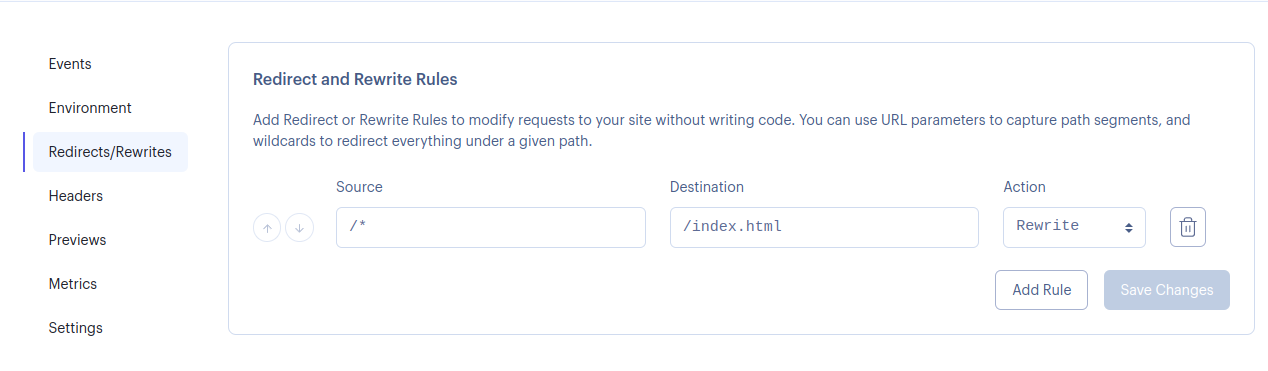 Events
Environment
Redirects/Rewrites
Headers
Previews
Metrics
Settings
Redirect and Rewrite Rules
Add Redirect or Rewrite Rules to modify requests to your site without writing code. You can use URL parameters to capture path segments, and
wildcards to redirect everything under a given path.
Source Destination Action
/* /index.html Rewrite
Add Rule Save Changes